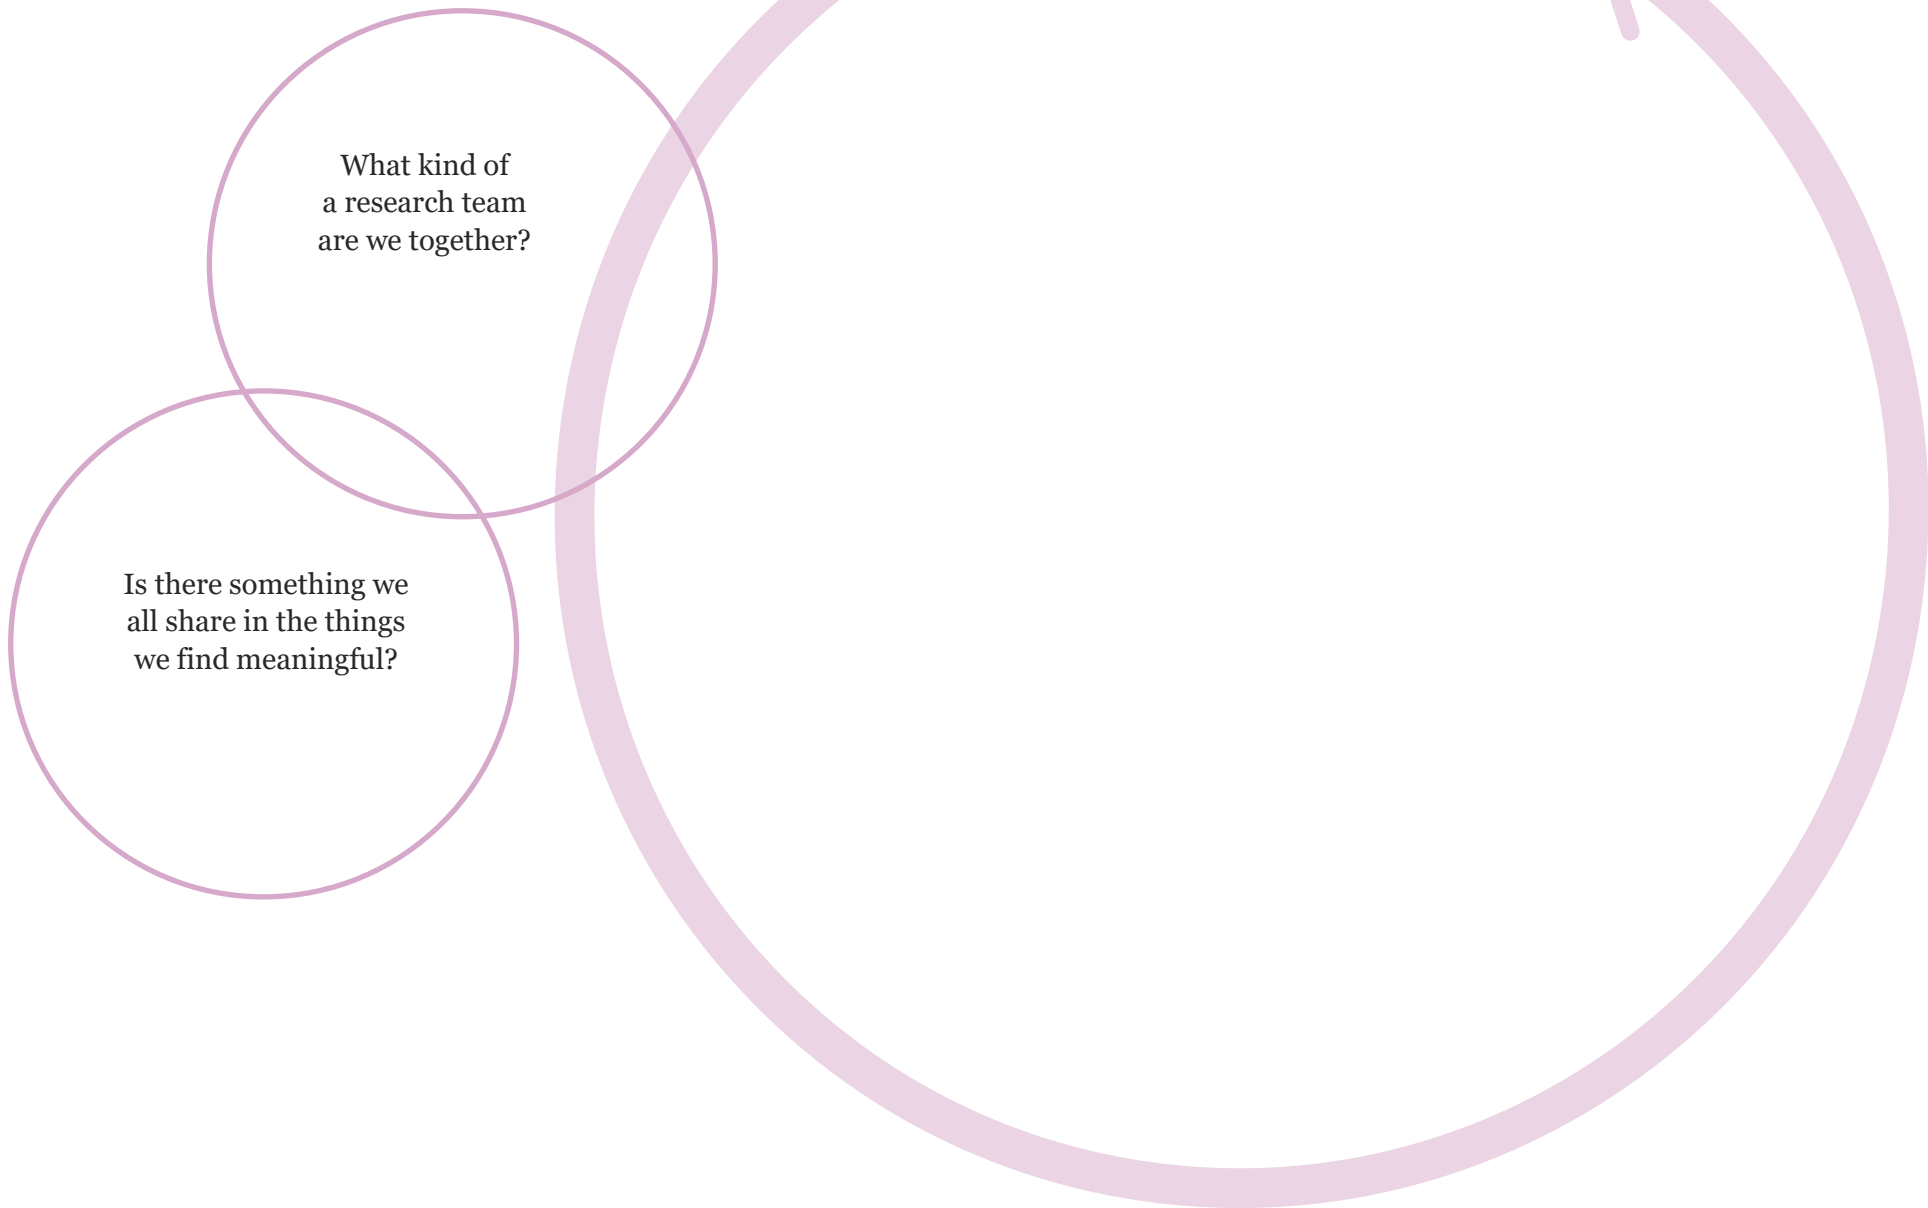 What kind of
a research team
are we together?
Is there something we
all share in the things
we find meaningful?